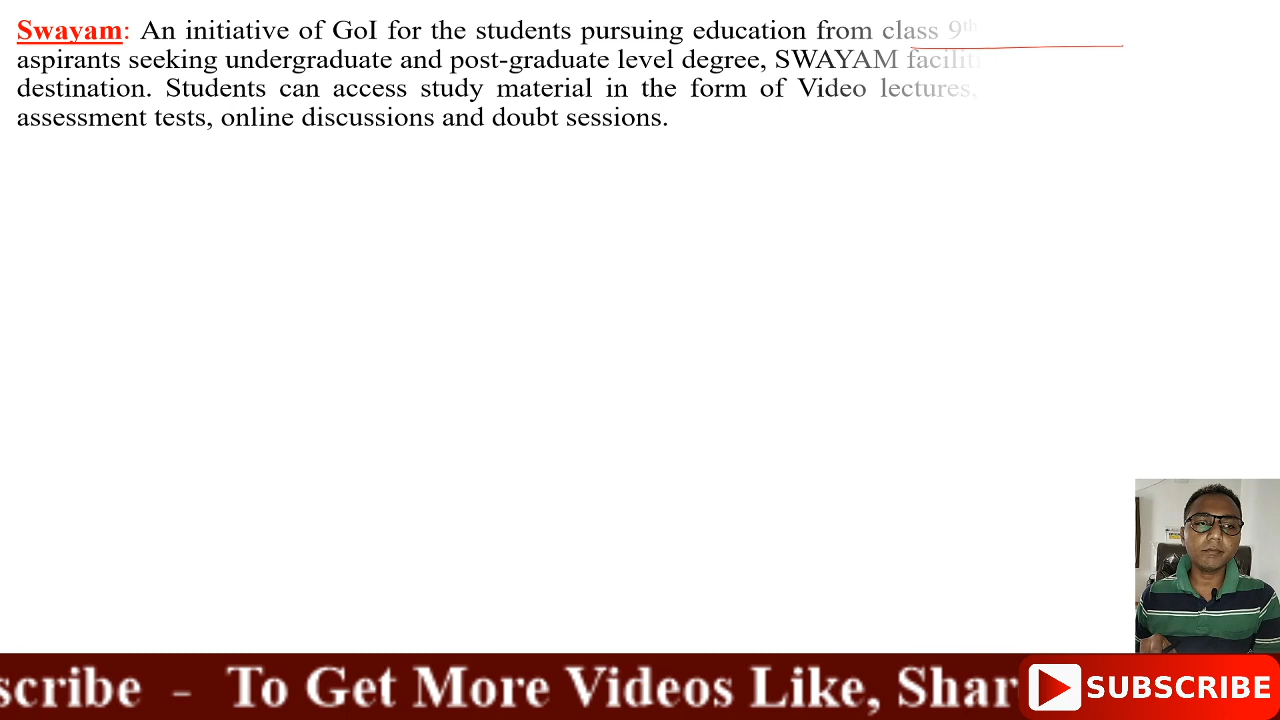 Swayam: An initiative of GoI for the students pursuing education from class 9th
aspirants seeking undergraduate and post-graduate level degree, SWAYAM
destination. Students can access study material in the form of Video lectures,
assessment tests, online discussions and doubt sessions.
scribe - To Get More Videos Like, Shar
SUBSCRIBE